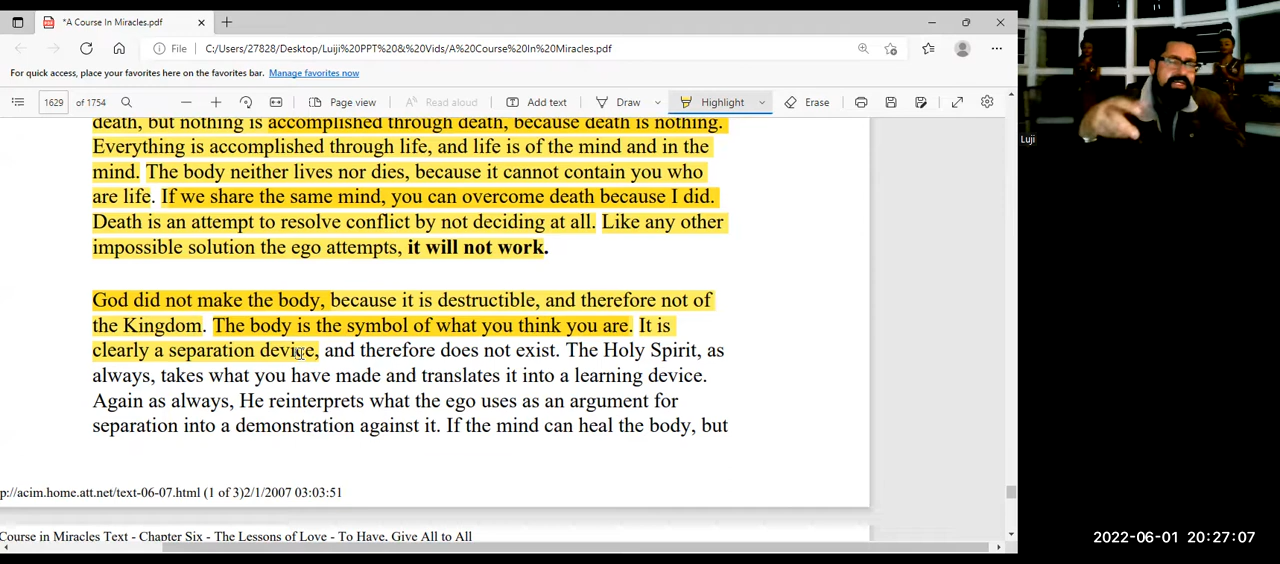 *A Course In Miracles.pdf
File C:/Users/27828/Desktop/Luiji%20PPT%20&%20Vids/A%20Course%20In%20Miracles.pdf
For quick access, place your favorites here on the favorites bar. Manage favorites now
1629 of 1754 Page view Read aloud Add text Draw Highlight Erase
death, but nothing is accomplished through death, because death is nothing.
Everything is accomplished through life, and life is of the mind and in the
mind. The body neither lives nor dies, because it cannot contain you who
are life. If we share the same mind, you can overcome death because I did.
Death is an attempt to resolve conflict by not deciding at all. Like any other
impossible solution the ego attempts, it will not work.
God did not make the body, because it is destructible, and therefore not of
the Kingdom. The body is the symbol of what you think you are. It is
clearly a separation device, and therefore does not exist. The Holy Spirit, as
always, takes what you have made and translates it into a learning device.
Again as always, He reinterprets what the ego uses as an argument for
separation into a demonstration against it. If the mind can heal the body, but
p://acim.home.att.net/text-06-07.html (1 of 3)2/1/2007 03:03:51
Course in Miracles Text - Chapter Six - The Lessons of Love - To Have, Give All to All
Luji
2022-06-01 20:27:07